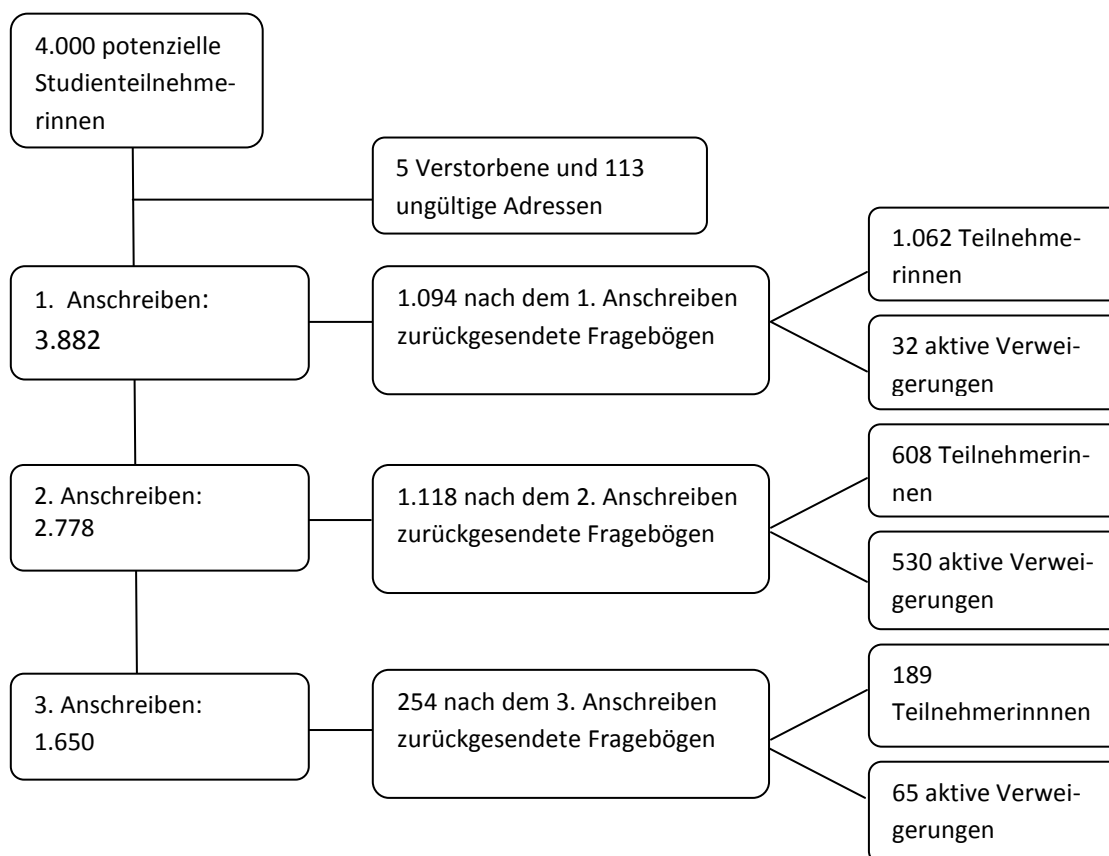 4.000 potenzielle
Studienteilnehme-
rinnen
5 Verstorbene und 113
ungültige Adressen
1. Anschreiben:
3.882
1.094 nach dem 1. Anschreiben
zurückgesendete Fragebögen
1.062 Teilnehme-
rinnen
32 aktive Verwei-
gerungen
2. Anschreiben:
2.778
1.118 nach dem 2. Anschreiben
zurückgesendete Fragebögen
608 Teilnehmerin-
nen
530 aktive Verwei-
gerungen
3. Anschreiben:
1.650
254 nach dem 3. Anschreiben
zurückgesendete Fragebögen
189
Teilnehmerinnnen
65 aktive Verwei-
gerungen